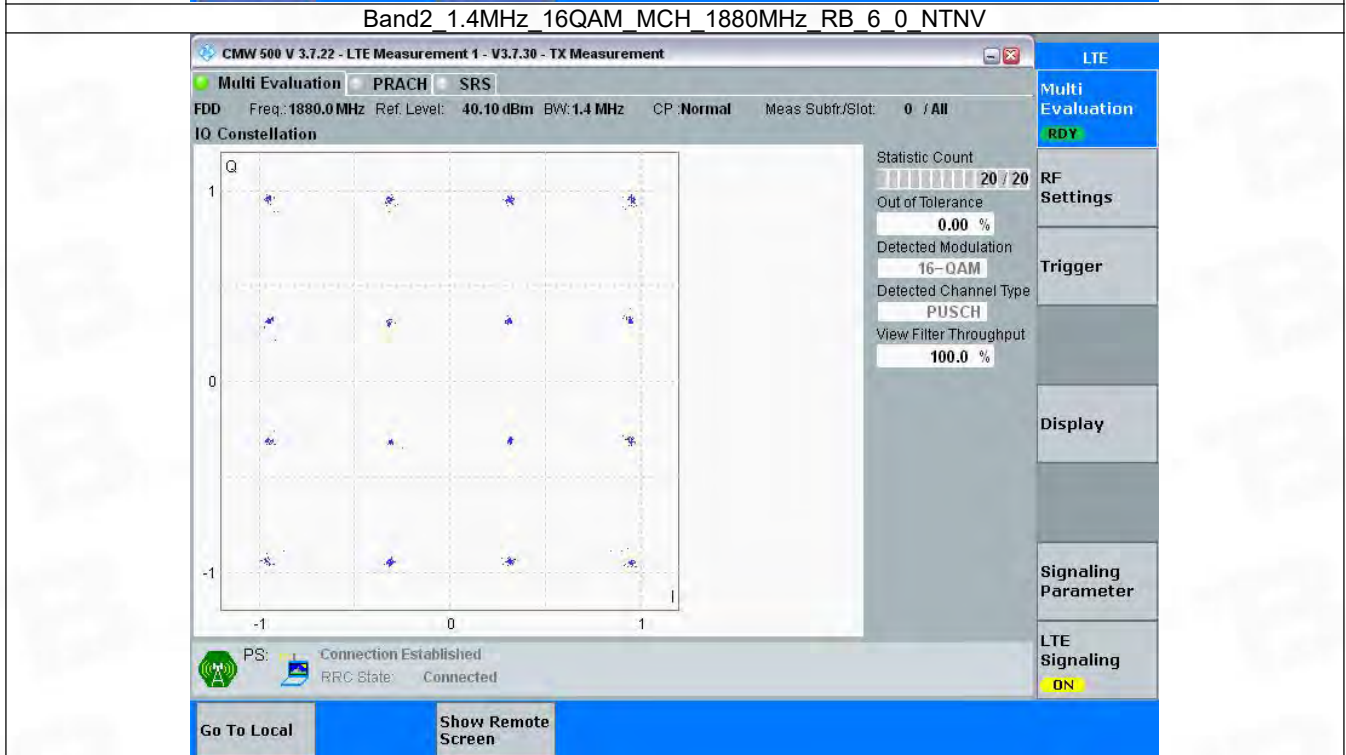 Band2_1.4MHz_16QAM_MCH_1880MHz_RB_6_0_NTNV
CMW 500 V 3.7.22 - LTE Measurement 1 - V3.7.30 - TX Measurement
LTE
Multi Evaluation PRACH SRS
Multi Evaluation
RDY
FDD Freq.: 1880.0 MHz Ref. Level: 40.10 dBm BW: 1.4 MHz CP :Normal Meas Subfr./Slot: 0 / All
IQ Constellation
Q
1
0
-1
-1 0 1
I
Statistic Count
20 / 20
Out of Tolerance
0.00 %
Detected Modulation
16-QAM
Detected Channel Type
PUSCH
View Filter Throughput
100.0 %
RF Settings
Trigger
Display
Signaling Parameter
LTE Signaling
ON
PS: Connection Established
RRC State: Connected
Go To Local
Show Remote Screen